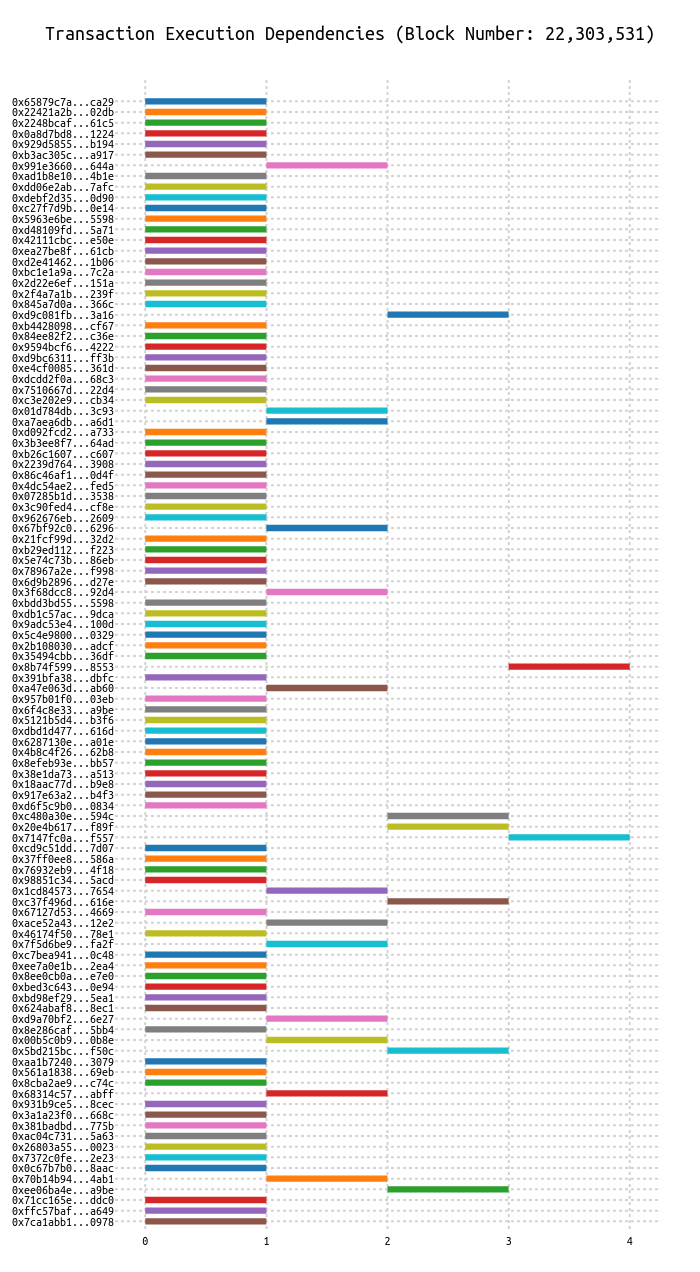 Transaction Execution Dependencies (Block Number: 22,303,531)
0x65879c7a...ca29
0x22421a2b...02db
0x2248bcaf...61c5
0x0a8d7bd8...1224
0x929d5855...b194
0xb3ac305c...a917
0x991e3660...644a
0xad1b8e10...4b1e
0xdd06e2ab...7afc
0xdebf2d35...0d90
0xc27f7d9b...0e14
0x5963e6be...5598
0xd48109fd...5a71
0x42111cbc...e50e
0xea27be8f...61cb
0xd2e41462...1b06
0xbc1e1a9a...7c2a
0x2d22e6ef...151a
0x2f4a7a1b...239f
0x845a7d0a...366c
0xd9c081fb...3a16
0xb4428098...cf67
0x84ee82f2...c36e
0x9594bcf6...4222
0xd9bc6311...ff3b
0xe4cf0085...361d
0xdcdd2f0a...68c3
0x7510667d...22d4
0xc3e202e9...cb34
0x01d784db...3c93
0xa7aea6db...a6d1
0xd092fcd2...a733
0x3b3ee8f7...64ad
0xb26c1607...c607
0x2239d764...3908
0x86c46af1...0d4f
0x4dc54ae2...fed5
0x07285b1d...3538
0x3c90fed4...cf8e
0x962676eb...2609
0x67bf92c0...6296
0x21fcf99d...32d2
0xb29ed112...f223
0x5e74c73b...86eb
0x78967a2e...f998
0x6d9b2896...d27e
0x3f68dcc8...92d4
0xbdd3bd55...5598
0xdb1c57ac...9dca
0x9adc53e4...100d
0x5c4e9800...0329
0x2b108030...adcf
0x35494cbb...36df
0x8b74f599...8553
0x391bfa38...dbfc
0xa47e063d...ab60
0x957b01f0...03eb
0x6f4c8e33...a9be
0x5121b5d4...b3f6
0xdbd1d477...616d
0x6287130e...a01e
0x4b8c4f26...62b8
0x8efeb93e...bb57
0x38e1da73...a513
0x18aac77d...b9e8
0x917e63a2...b4f3
0xd6f5c9b0...0834
0xc480a30e...594c
0x20e4b617...f89f
0x7147fc0a...f557
0xcd9c51dd...7d07
0x37ff0ee8...586a
0x76932eb9...4f18
0x98851c34...5acd
0x1cd84573...7654
0xc37f496d...616e
0x67127d53...4669
0xace52a43...12e2
0x46174f50...78e1
0x7f5d6be9...fa2f
0xc7bea941...0c48
0xee7a0e1b...2ea4
0x8ee0cb0a...e7e0
0xbed3c643...0e94
0xbd98ef29...5ea1
0x624abaf8...8ec1
0xd9a70bf2...6e27
0x8e286caf...5bb4
0x00b5c0b9...0b8e
0x5bd215bc...f50c
0xaa1b7240...3079
0x561a1838...69eb
0x8cba2ae9...c74c
0x68314c57...abff
0x931b9ce5...8cec
0x3a1a23f0...668c
0x381badbd...775b
0xac04c731...5a63
0x26803a55...0023
0x7372c0fe...2e23
0x0c67b7b0...8aac
0x70b14b94...4ab1
0xee06ba4e...a9be
0x71cc165e...ddc0
0xffc57baf...a649
0x7ca1abb1...0978
0 1 2 3 4